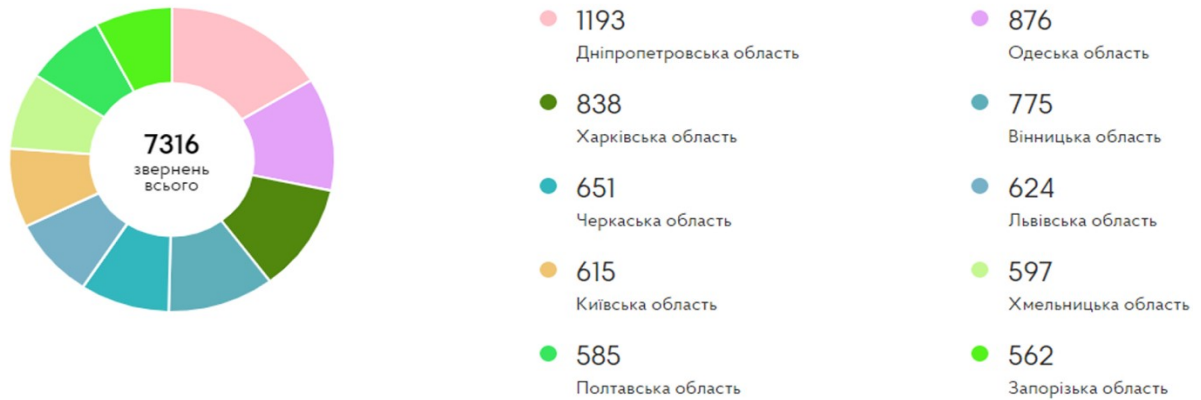 7316
звернень
всього
1193
Дніпропетровська область
876
Одеська область
838
Харківська область
775
Вінницька область
651
Черкаська область
624
Львівська область
615
Київська область
597
Хмельницька область
585
Полтавська область
562
Запорізька область